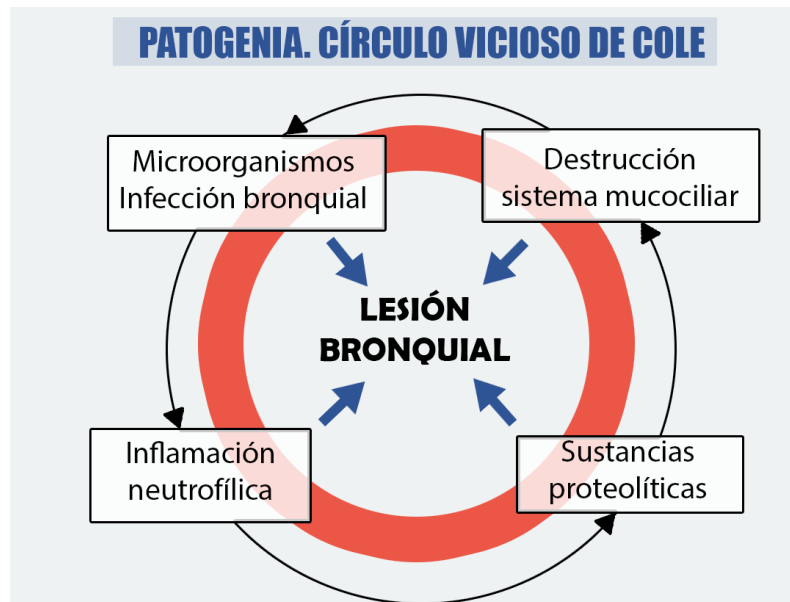 PATOGENIA. CÍRCULO VICIOSO DE COLE
Microorganismos
Infección bronquial
Destrucción
sistema mucociliar
LESIÓN
BRONQUIAL
Inflamación
neutrofílica
Sustancias
proteolíticas